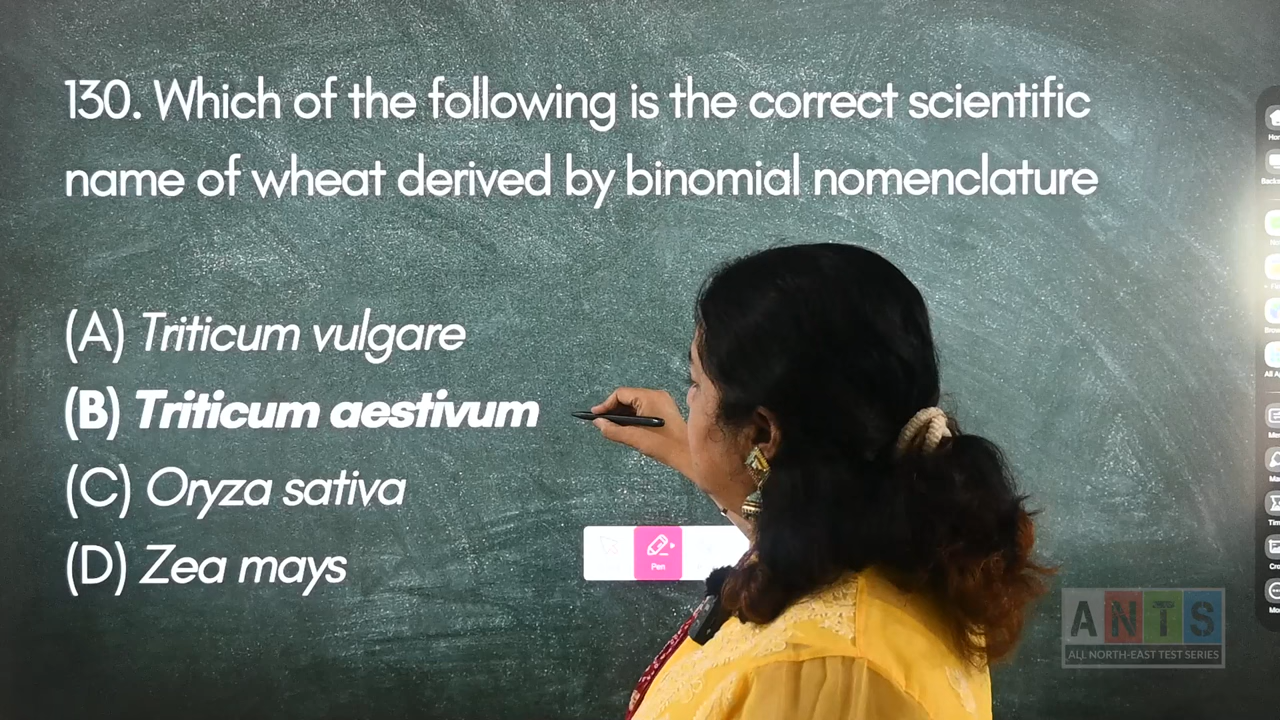 130. Which of the following is the correct scientific
name of wheat derived by binomial nomenclature
(A) Triticum vulgare
(B) Triticum aestivum
(C) Oryza sativa
(D) Zea mays
Pen
ANTS
ALL NORTH-EAST TEST SERIES